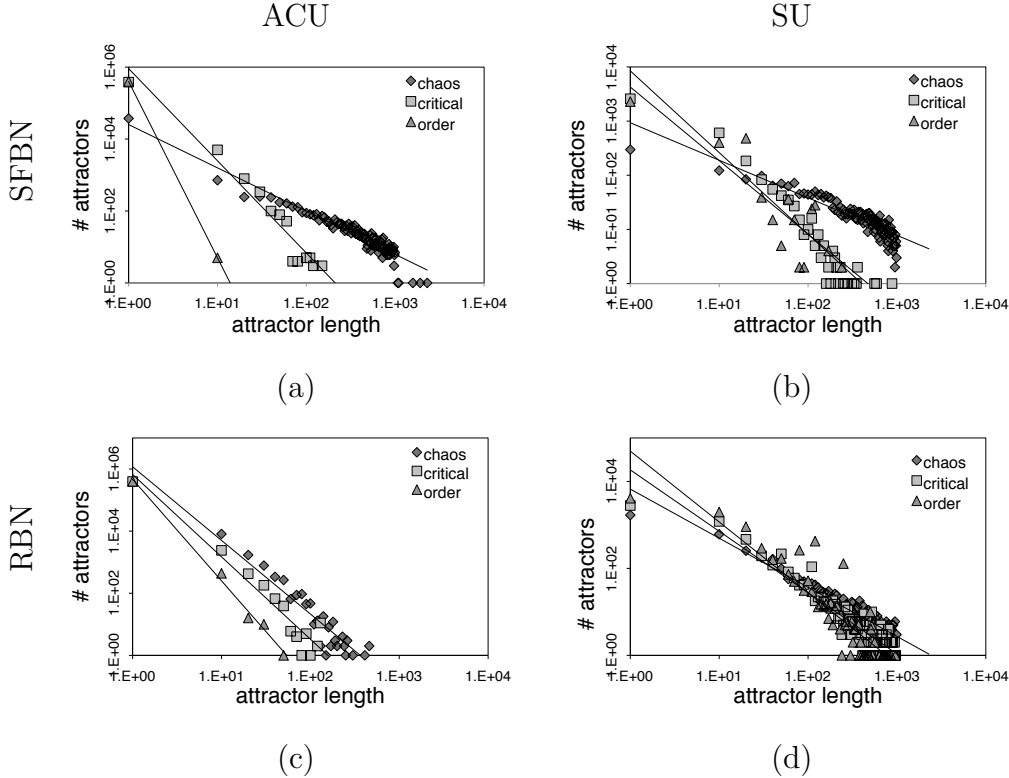 ACU SU
SFBN
# attractors
1.E+06
1.E+04
1.E+02
1.E+00
chaos
critical
order
1.E+00 1.E+01 1.E+02 1.E+03 1.E+04
attractor length
(a)
# attractors
1.E+04
1.E+03
1.E+02
1.E+01
1.E+00
chaos
critical
order
1.E+00 1.E+01 1.E+02 1.E+03 1.E+04
attractor length
(b)
RBN
# attractors
1.E+06
1.E+04
1.E+02
1.E+00
chaos
critical
order
1.E+00 1.E+01 1.E+02 1.E+03 1.E+04
attractor length
(c)
# attractors
1.E+04
1.E+02
1.E+00
chaos
critical
order
1.E+00 1.E+01 1.E+02 1.E+03 1.E+04
attractor length
(d)